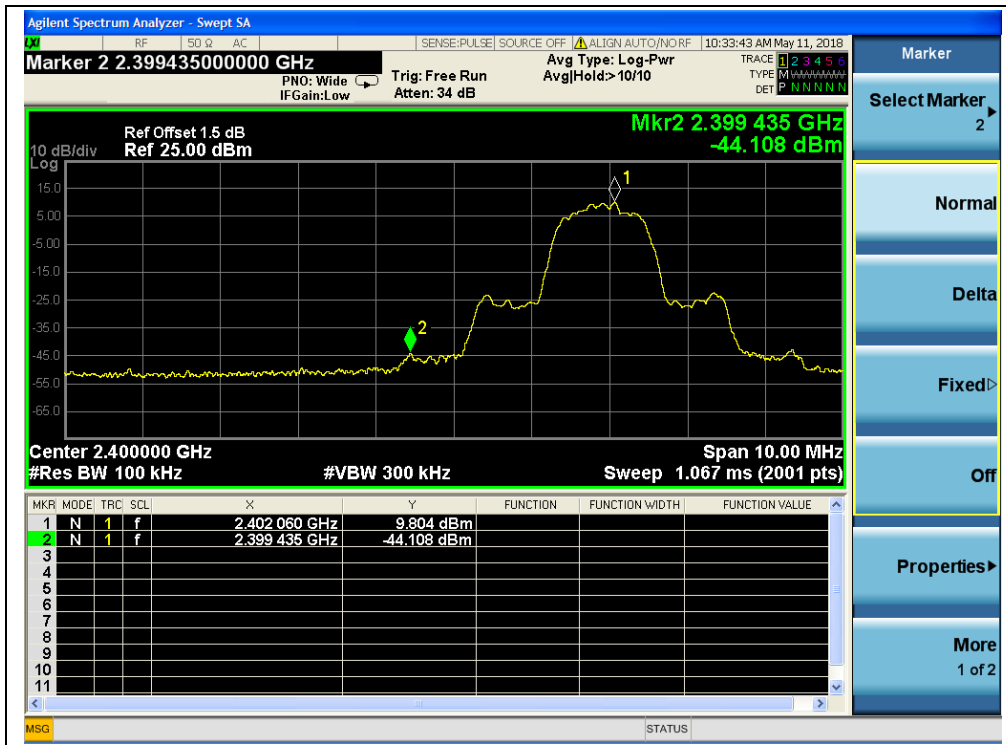 Agilent Spectrum Analyzer - Swept SA
LXI RF 50 Ω AC SENSE:PULSE SOURCE OFF ALIGN AUTO/NO RF 10:33:43 AM May 11, 2018
Marker 2 2.399435000000 GHz
PNO: Wide
IFGain:Low
Trig: Free Run
Atten: 34 dB
Avg Type: Log-Pwr
Avg|Hold:>10/10
TRACE 1 2 3 4 5 6
TYPE M
DET P N N N N N
Mkr2 2.399 435 GHz
-44.108 dBm
Ref Offset 1.5 dB
10 dB/div Ref 25.00 dBm
Log
15.0
5.00
-5.00
-15.0
-25.0
-35.0
-45.0
-55.0
-65.0
1
2
Center 2.400000 GHz Span 10.00 MHz
#Res BW 100 kHz #VBW 300 kHz Sweep 1.067 ms (2001 pts)
MKR MODE TRC SCL X Y FUNCTION FUNCTION WIDTH FUNCTION VALUE
1 N 1 f 2.402 060 GHz 9.804 dBm
2 N 1 f 2.399 435 GHz -44.108 dBm
3
4
5
6
7
8
9
10
11
MSG STATUS
Marker
Select Marker
2
Normal
Delta
Fixed
Off
Properties
More
1 of 2